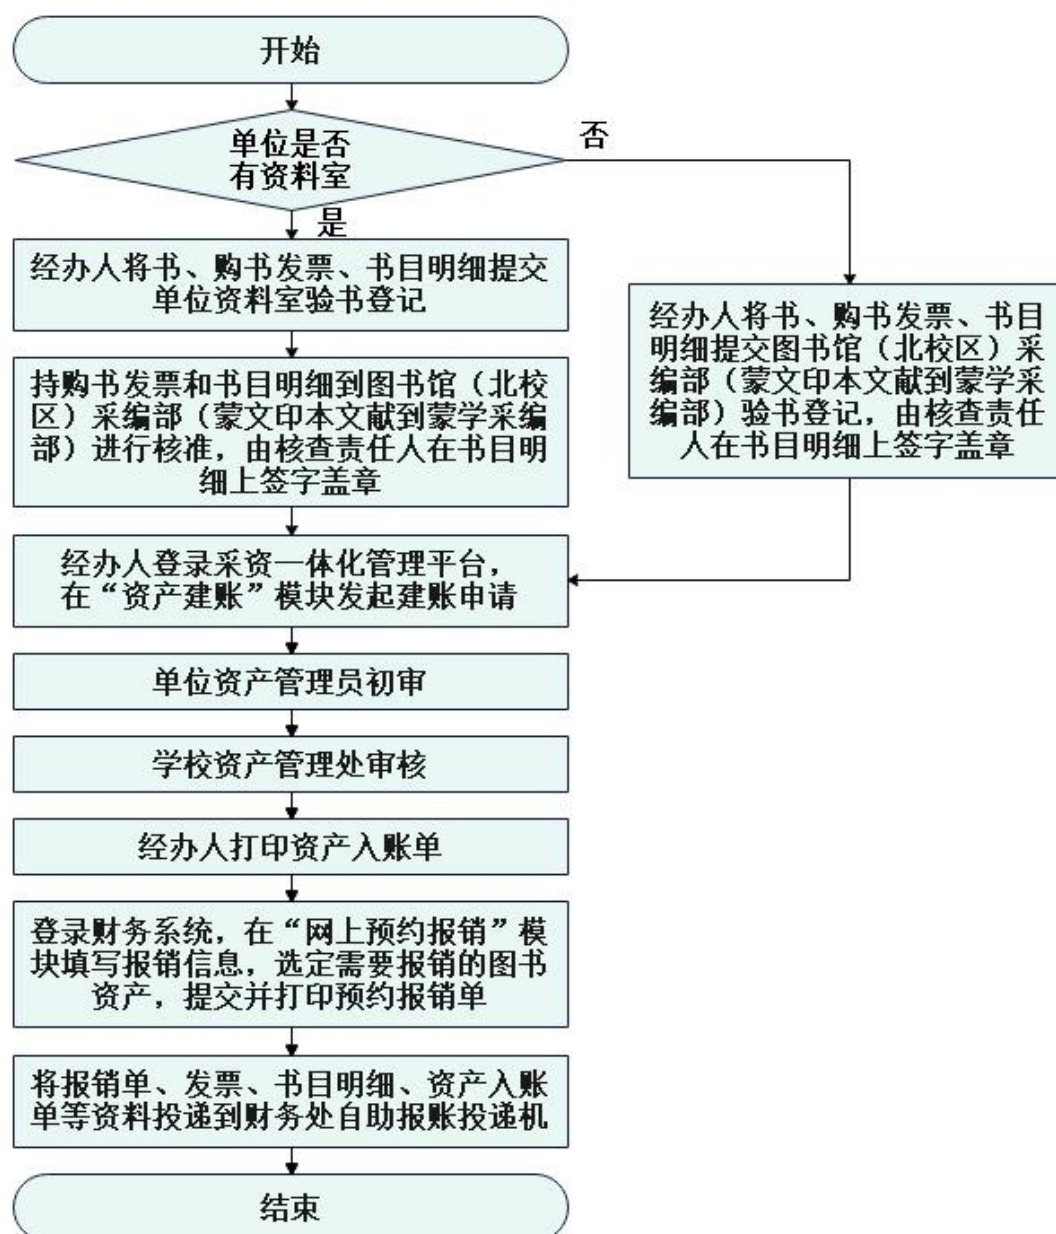 开始
单位是否
有资料室
否
是
经办人将书、购书发票、书目明细提交
单位资料室验书登记
经办人将书、购书发票、书目
明细提交图书馆（北校区）采
编部（蒙文印本文献到蒙学采
编部）验书登记，由核查责任
人在书目明细上签字盖章
持购书发票和书目明细到图书馆（北校
区）采编部（蒙文印本文献到蒙学采编
部）进行核准，由核查责任人在书目明
细上签字盖章
经办人登录采资一体化管理平台，
在“资产建账”模块发起建账申请
单位资产管理员初审
学校资产管理处审核
经办人打印资产入账单
登录财务系统，在“网上预约报销”模
块填写报销信息，选定需要报销的图书
资产，提交并打印预约报销单
将报销单、发票、书目明细、资产入账
单等资料投递到财务处自助报账投递机
结束